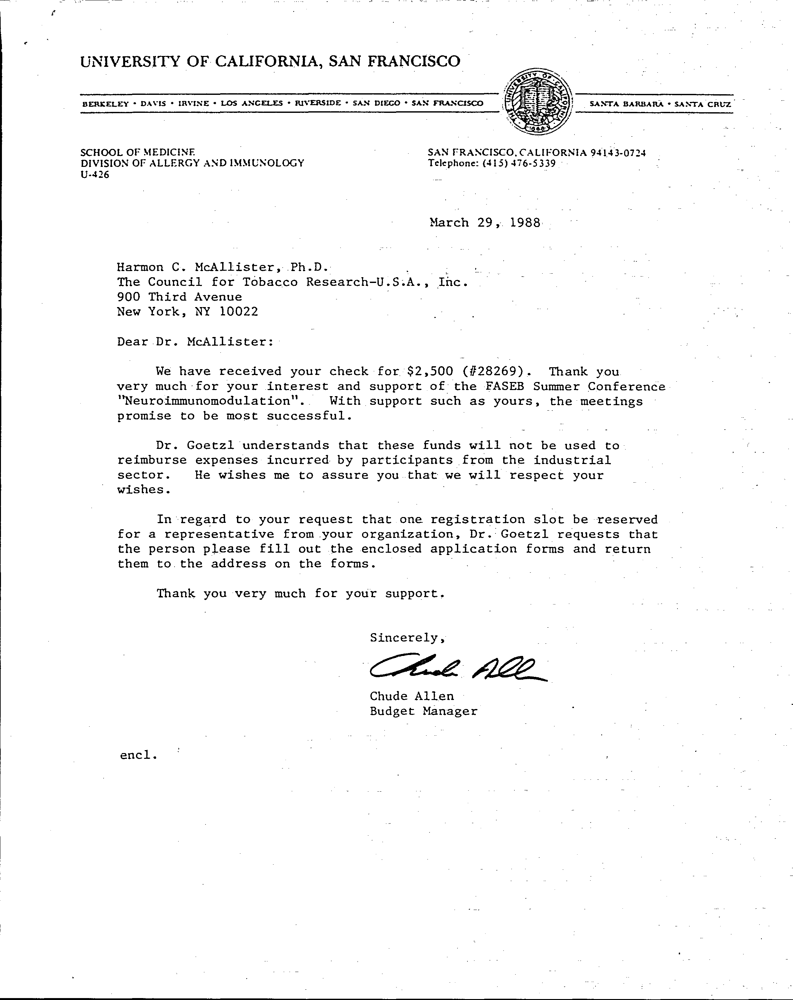 UNIVERSITY OF CALIFORNIA, SAN FRANCISCO
BERKELEY • DAVIS • IRVINE • LOS ANGELES • RIVERSIDE • SAN DIEGO • SAN FRANCISCO
SANTA BARBARA • SANTA CRUZ
SCHOOL OF MEDICINE
DIVISION OF ALLERGY AND IMMUNOLOGY
U-426
SAN FRANCISCO, CALIFORNIA 94143-0724
Telephone: (415) 476-5339
March 29, 1988
Harmon C. McAllister, Ph.D.
The Council for Tobacco Research-U.S.A., Inc.
900 Third Avenue
New York, NY 10022
Dear Dr. McAllister:
We have received your check for $2,500 (#28269). Thank you
very much for your interest and support of the FASEB Summer Conference
"Neuroimmunomodulation". With support such as yours, the meetings
promise to be most successful.
Dr. Goetzl understands that these funds will not be used to
reimburse expenses incurred by participants from the industrial
sector. He wishes me to assure you that we will respect your
wishes.
In regard to your request that one registration slot be reserved
for a representative from your organization, Dr. Goetzl requests that
the person please fill out the enclosed application forms and return
them to the address on the forms.
Thank you very much for your support.
Sincerely,
Chude Allen
Budget Manager
encl.